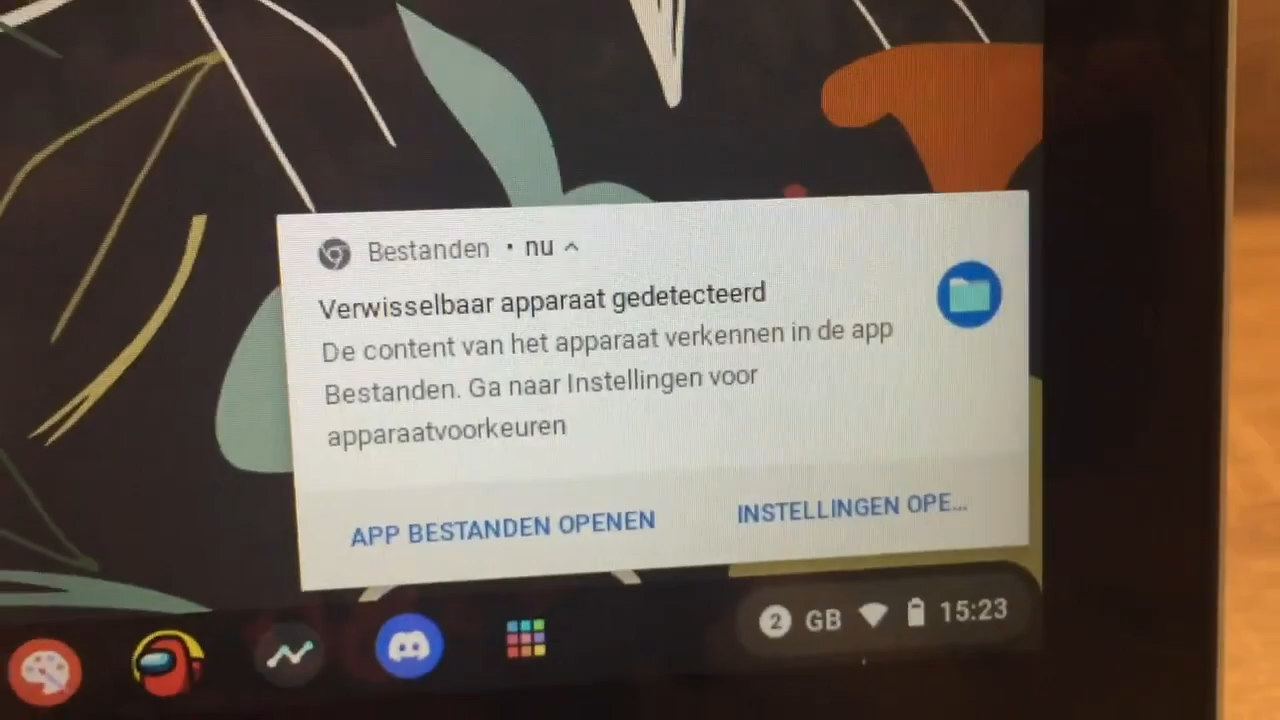 Bestanden • nu ^
Verwisselbaar apparaat gedetecteerd
De content van het apparaat verkennen in de app
Bestanden. Ga naar Instellingen voor
apparaatvoorkeuren
APP BESTANDEN OPENEN
INSTELLINGEN OPE...
2 GB 15:23